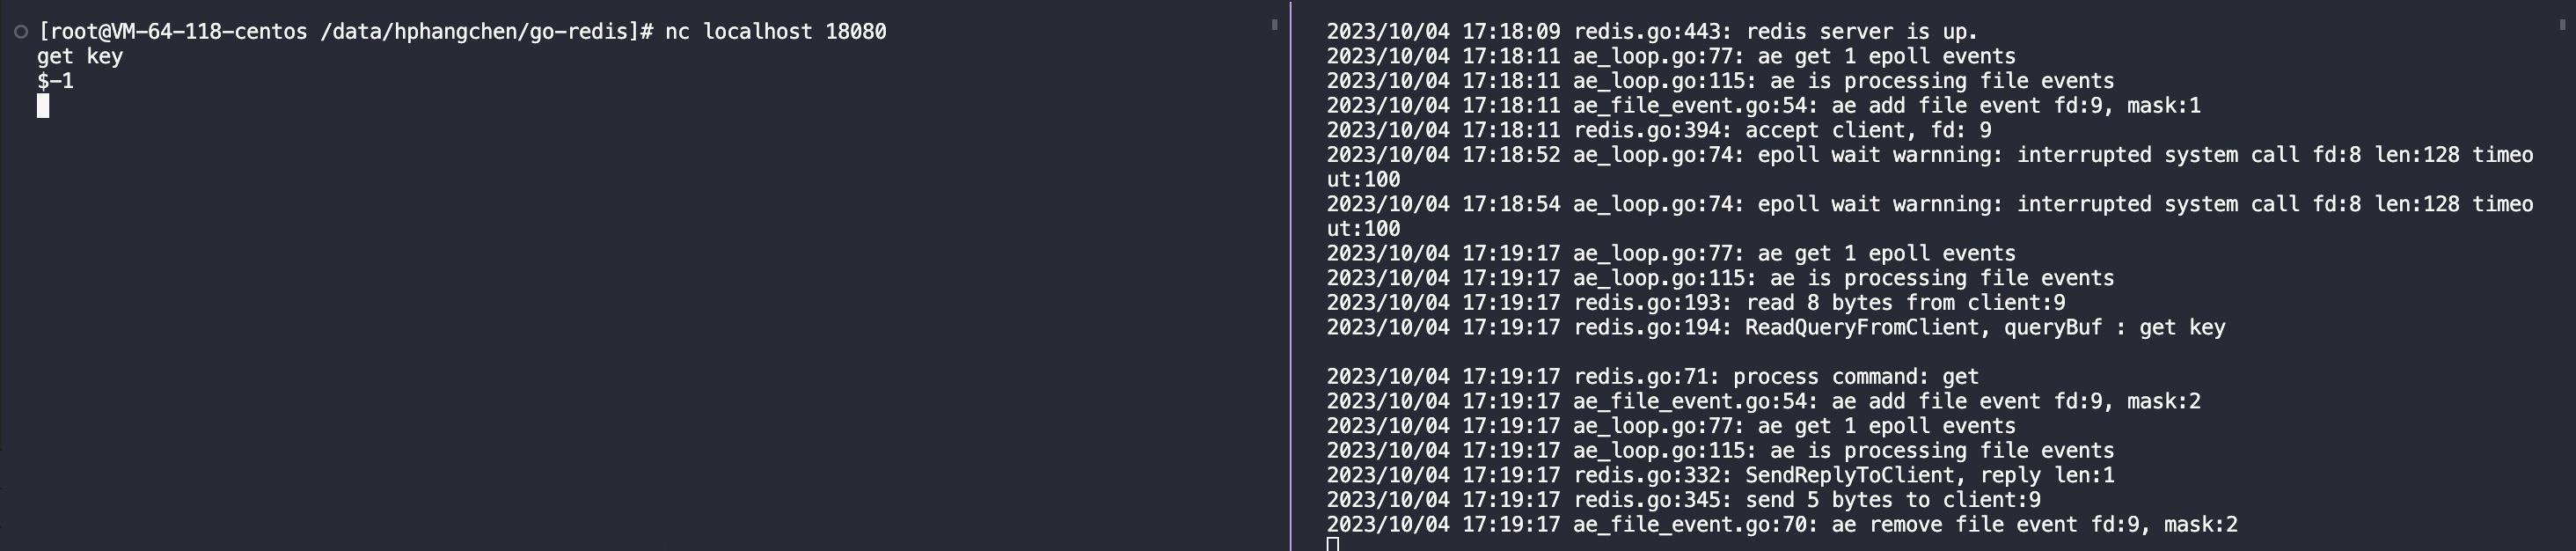 [root@VM-64-118-centos /data/hphangchen/go-redis]# nc localhost 18080
get key
$-1
2023/10/04 17:18:09 redis.go:443: redis server is up.
2023/10/04 17:18:11 ae_loop.go:77: ae get 1 epoll events
2023/10/04 17:18:11 ae_loop.go:115: ae is processing file events
2023/10/04 17:18:11 ae_file_event.go:54: ae add file event fd:9, mask:1
2023/10/04 17:18:11 redis.go:394: accept client, fd: 9
2023/10/04 17:18:52 ae_loop.go:74: epoll wait warnning: interrupted system call fd:8 len:128 timeo
ut:100
2023/10/04 17:18:54 ae_loop.go:74: epoll wait warnning: interrupted system call fd:8 len:128 timeo
ut:100
2023/10/04 17:19:17 ae_loop.go:77: ae get 1 epoll events
2023/10/04 17:19:17 ae_loop.go:115: ae is processing file events
2023/10/04 17:19:17 redis.go:193: read 8 bytes from client:9
2023/10/04 17:19:17 redis.go:194: ReadQueryFromClient, queryBuf : get key
2023/10/04 17:19:17 redis.go:71: process command: get
2023/10/04 17:19:17 ae_file_event.go:54: ae add file event fd:9, mask:2
2023/10/04 17:19:17 ae_loop.go:77: ae get 1 epoll events
2023/10/04 17:19:17 ae_loop.go:115: ae is processing file events
2023/10/04 17:19:17 redis.go:332: SendReplyToClient, reply len:1
2023/10/04 17:19:17 redis.go:345: send 5 bytes to client:9
2023/10/04 17:19:17 ae_file_event.go:70: ae remove file event fd:9, mask:2